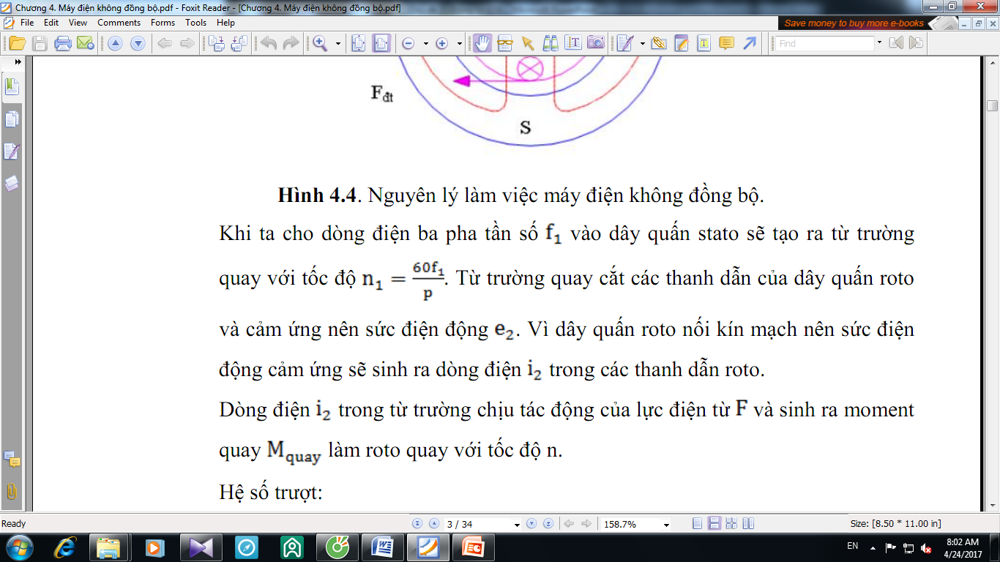 Chương 4. Máy điện không đồng bộ.pdf - Foxit Reader - [Chương 4. Máy điện không đồng bộ.pdf]
File Edit View Comments Forms Tools Help
Save money to buy more e-books
Find
F đt
S
Hình 4.4. Nguyên lý làm việc máy điện không đồng bộ.
Khi ta cho dòng điện ba pha tần số f₁ vào dây quấn stato sẽ tạo ra từ trường
quay với tốc độ n₁ = 60f₁/p. Từ trường quay cắt các thanh dẫn của dây quấn roto
và cảm ứng nên sức điện động e₂. Vì dây quấn roto nối kín mạch nên sức điện
động cảm ứng sẽ sinh ra dòng điện i₂ trong các thanh dẫn roto.
Dòng điện i₂ trong từ trường chịu tác động của lực điện từ F và sinh ra moment
quay M quay làm roto quay với tốc độ n.
Hệ số trượt:
Ready 3 / 34 158.7% Size: [8.50 * 11.00 in]
EN 8:02 AM
4/24/2017